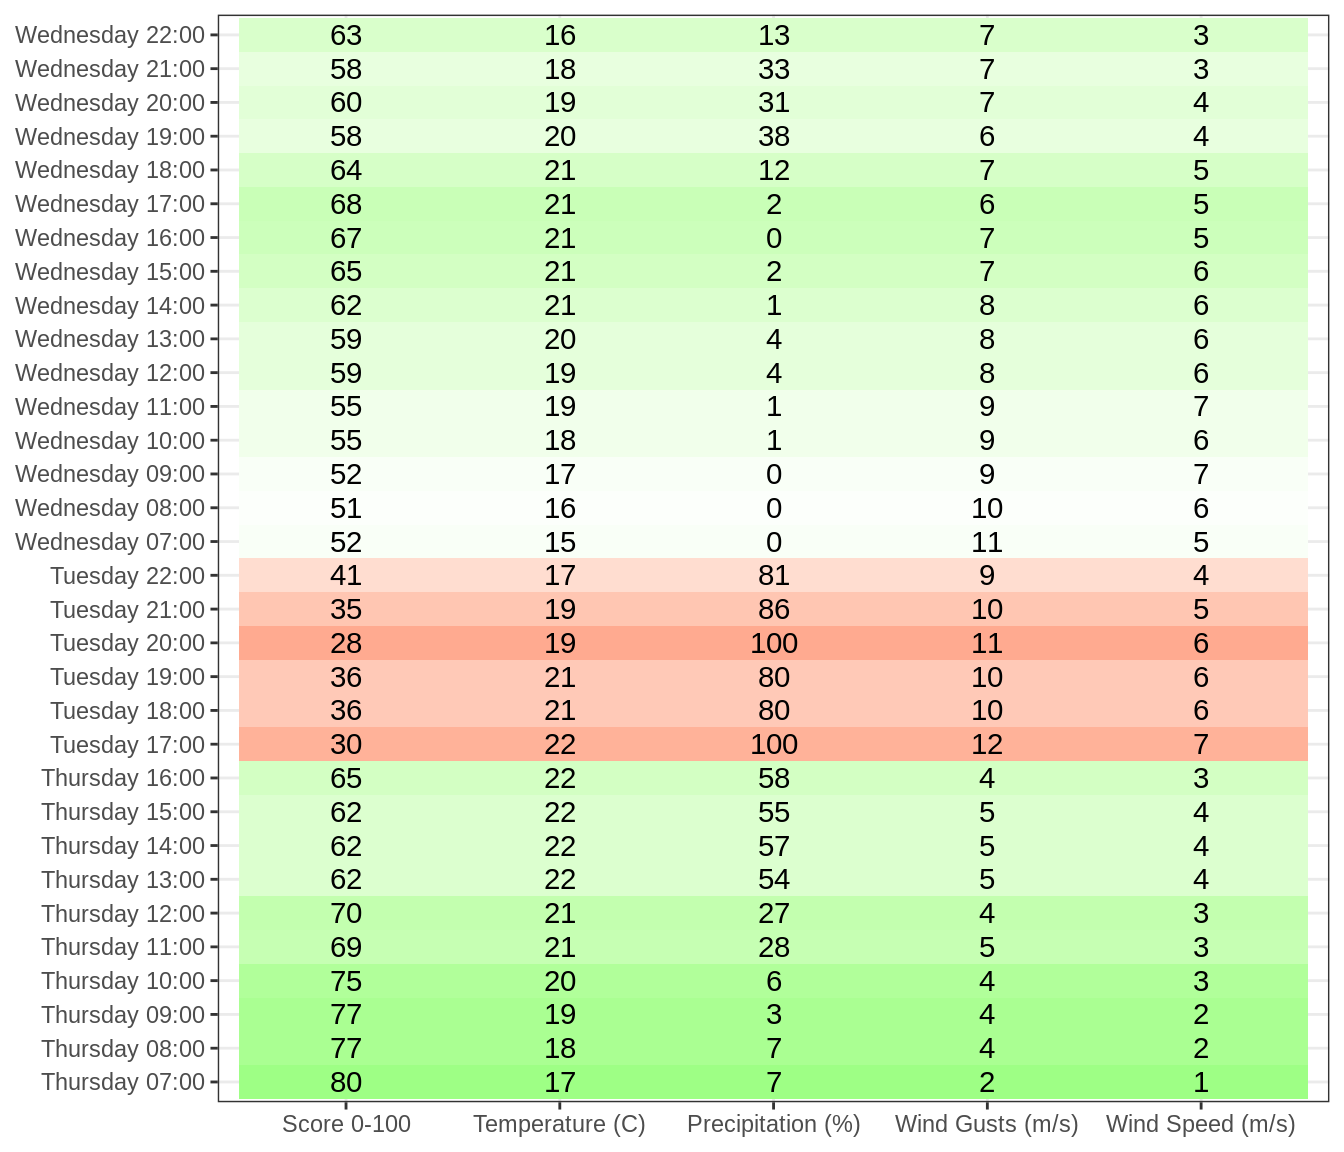 Wednesday 22:00 63 16 13 7 3
Wednesday 21:00 58 18 33 7 3
Wednesday 20:00 60 19 31 7 4
Wednesday 19:00 58 20 38 6 4
Wednesday 18:00 64 21 12 7 5
Wednesday 17:00 68 21 2 6 5
Wednesday 16:00 67 21 0 7 5
Wednesday 15:00 65 21 2 7 6
Wednesday 14:00 62 21 1 8 6
Wednesday 13:00 59 20 4 8 6
Wednesday 12:00 59 19 4 8 6
Wednesday 11:00 55 19 1 9 7
Wednesday 10:00 55 18 1 9 6
Wednesday 09:00 52 17 0 9 7
Wednesday 08:00 51 16 0 10 6
Wednesday 07:00 52 15 0 11 5
Tuesday 22:00 41 17 81 9 4
Tuesday 21:00 35 19 86 10 5
Tuesday 20:00 28 19 100 11 6
Tuesday 19:00 36 21 80 10 6
Tuesday 18:00 36 21 80 10 6
Tuesday 17:00 30 22 100 12 7
Thursday 16:00 65 22 58 4 3
Thursday 15:00 62 22 55 5 4
Thursday 14:00 62 22 57 5 4
Thursday 13:00 62 22 54 5 4
Thursday 12:00 70 21 27 4 3
Thursday 11:00 69 21 28 5 3
Thursday 10:00 75 20 6 4 3
Thursday 09:00 77 19 3 4 2
Thursday 08:00 77 18 7 4 2
Thursday 07:00 80 17 7 2 1
Score 0-100 Temperature (C) Precipitation (%) Wind Gusts (m/s) Wind Speed (m/s)